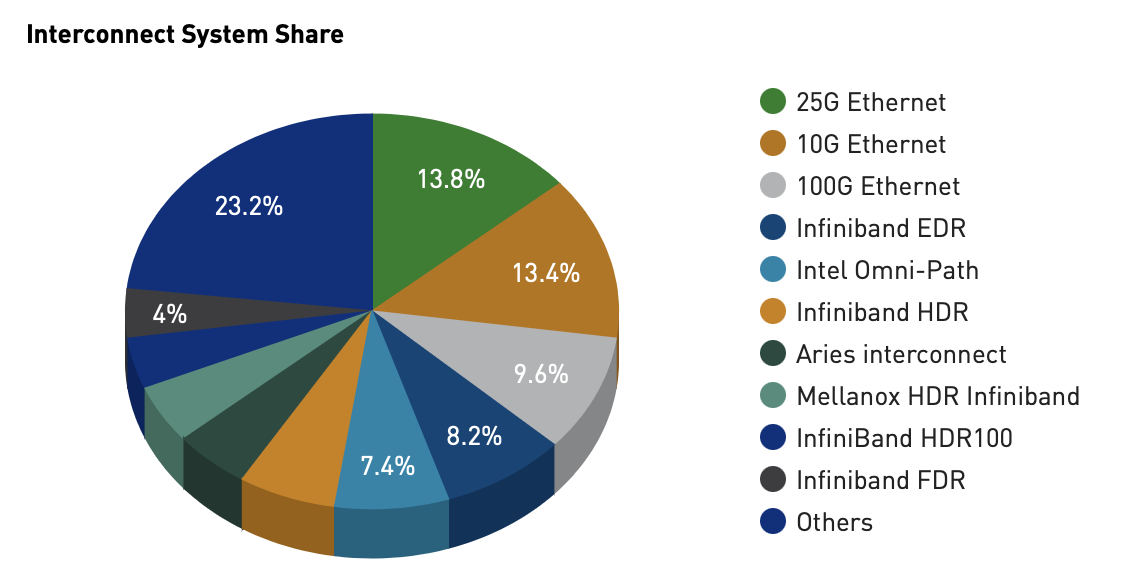 Interconnect System Share
13.8%
23.2%
13.4%
4%
9.6%
8.2%
7.4%
25G Ethernet
10G Ethernet
100G Ethernet
Infiniband EDR
Intel Omni-Path
Infiniband HDR
Aries interconnect
Mellanox HDR Infiniband
InfiniBand HDR100
Infiniband FDR
Others